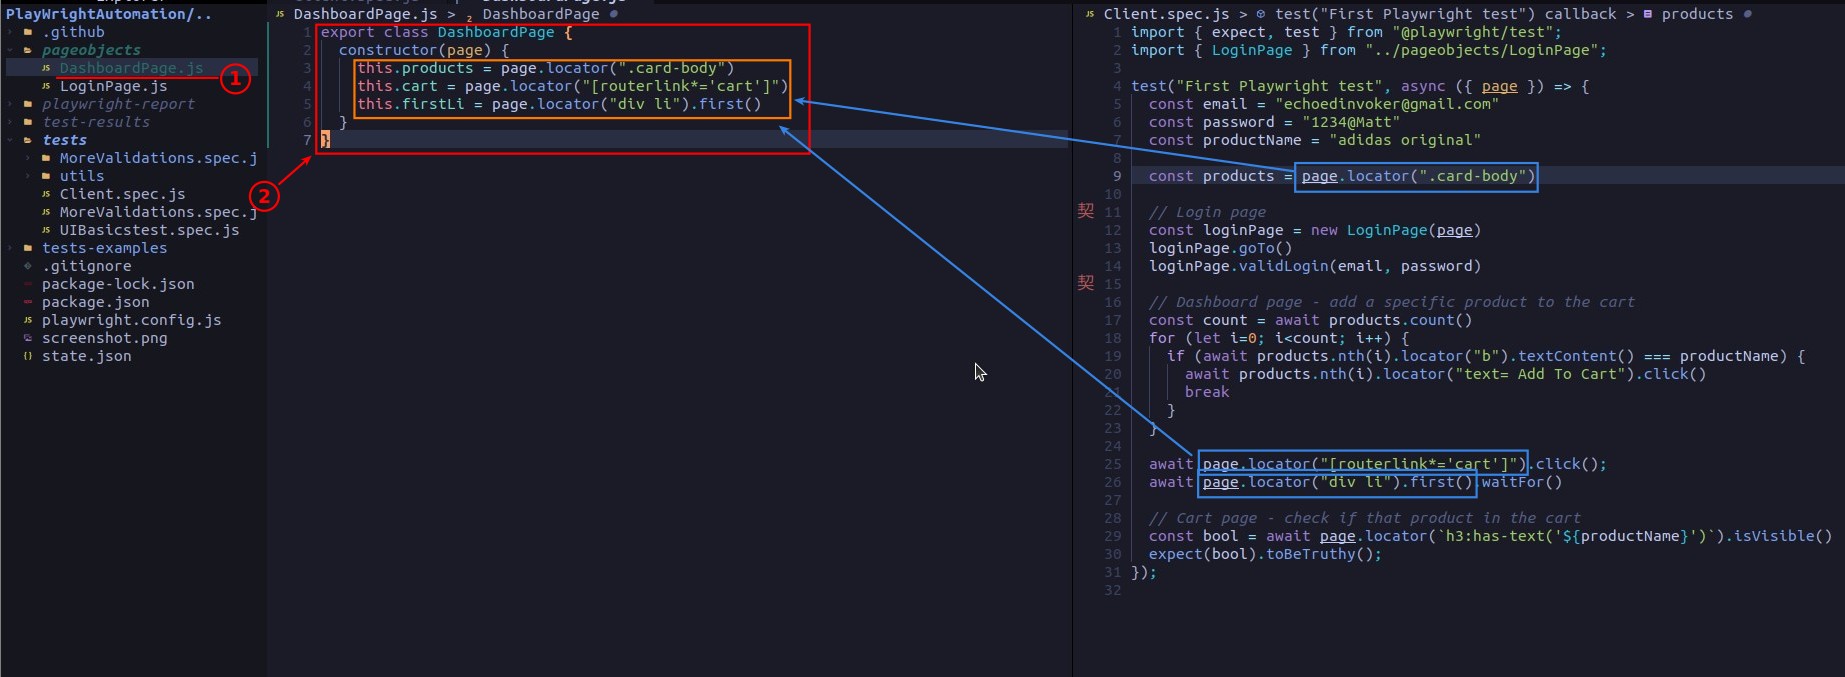 PlayWrightAutomation/..
.github
pageobjects
DashboardPage.js
LoginPage.js
playwright-report
test-results
tests
MoreValidations.spec.j
utils
Client.spec.js
MoreValidations.spec.j
UIBasicstest.spec.js
tests-examples
.gitignore
package-lock.json
package.json
playwright.config.js
screenshot.png
state.json
1
2
JS DashboardPage.js > DashboardPage
1 export class DashboardPage {
2 constructor(page) {
3 this.products = page.locator(".card-body")
4 this.cart = page.locator("[routerlink*='cart']")
5 this.firstLi = page.locator("div li").first()
6 }
7 }
JS Client.spec.js > test("First Playwright test") callback > products
1 import { expect, test } from "@playwright/test";
2 import { LoginPage } from "../pageobjects/LoginPage";
3
4 test("First Playwright test", async ({ page }) => {
5 const email = "echoedinvoker@gmail.com"
6 const password = "1234@Matt"
7 const productName = "adidas original"
8
9 const products = page.locator(".card-body")
10
契 11 // Login page
12 const loginPage = new LoginPage(page)
13 loginPage.goTo()
14 loginPage.validLogin(email, password)
契 15
16 // Dashboard page - add a specific product to the cart
17 const count = await products.count()
18 for (let i=0; i<count; i++) {
19 if (await products.nth(i).locator("b").textContent() === productName) {
20 await products.nth(i).locator("text= Add To Cart").click()
21 break
22 }
23 }
24
25 await page.locator("[routerlink*='cart']").click();
26 await page.locator("div li").first().waitFor()
27
28 // Cart page - check if that product in the cart
29 const bool = await page.locator(`h3:has-text('${productName}')`).isVisible()
30 expect(bool).toBeTruthy();
31 });
32